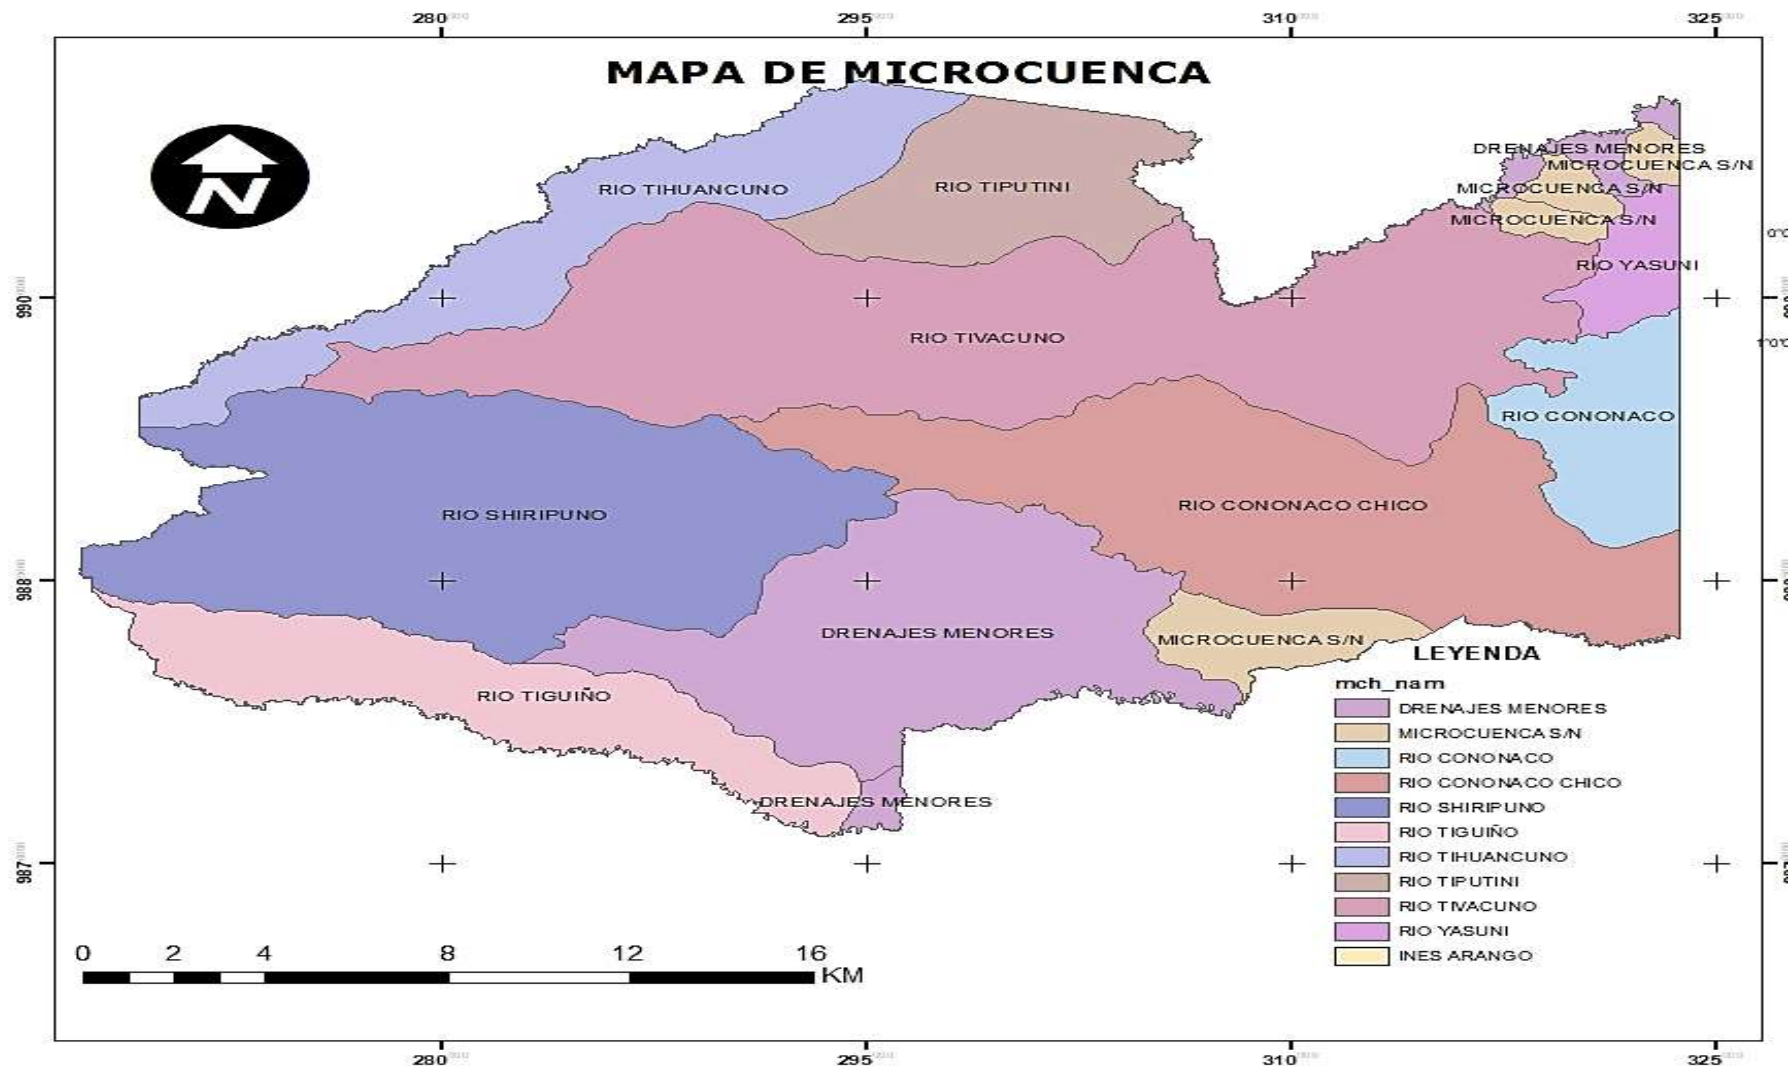 280 295 310 325
MAPA DE MICROCUENCA
N
DRENAJES MENORES
MICROCUENCA S/N
RIO TIHUANCUNO
RIO TIPUTINI
MICROCUENCA S/N
MICROCUENCA S/N
RIO YASUNI
990
RIO TIVACUNO
RIO CONONACO
RIO CONONACO CHICO
RIO SHIRIPUNO
988
DRENAJES MENORES
MICROCUENCA S/N
RIO TIGUIÑO
DRENAJES MENORES
987
LEYENDA
mch_nam
DRENAJES MENORES
MICROCUENCA S/N
RIO CONONACO
RIO CONONACO CHICO
RIO SHIRIPUNO
RIO TIGUIÑO
RIO TIHUANCUNO
RIO TIPUTINI
RIO TIVACUNO
RIO YASUNI
INES ARANGO
0 2 4 8 12 16
KM
280 295 310 325